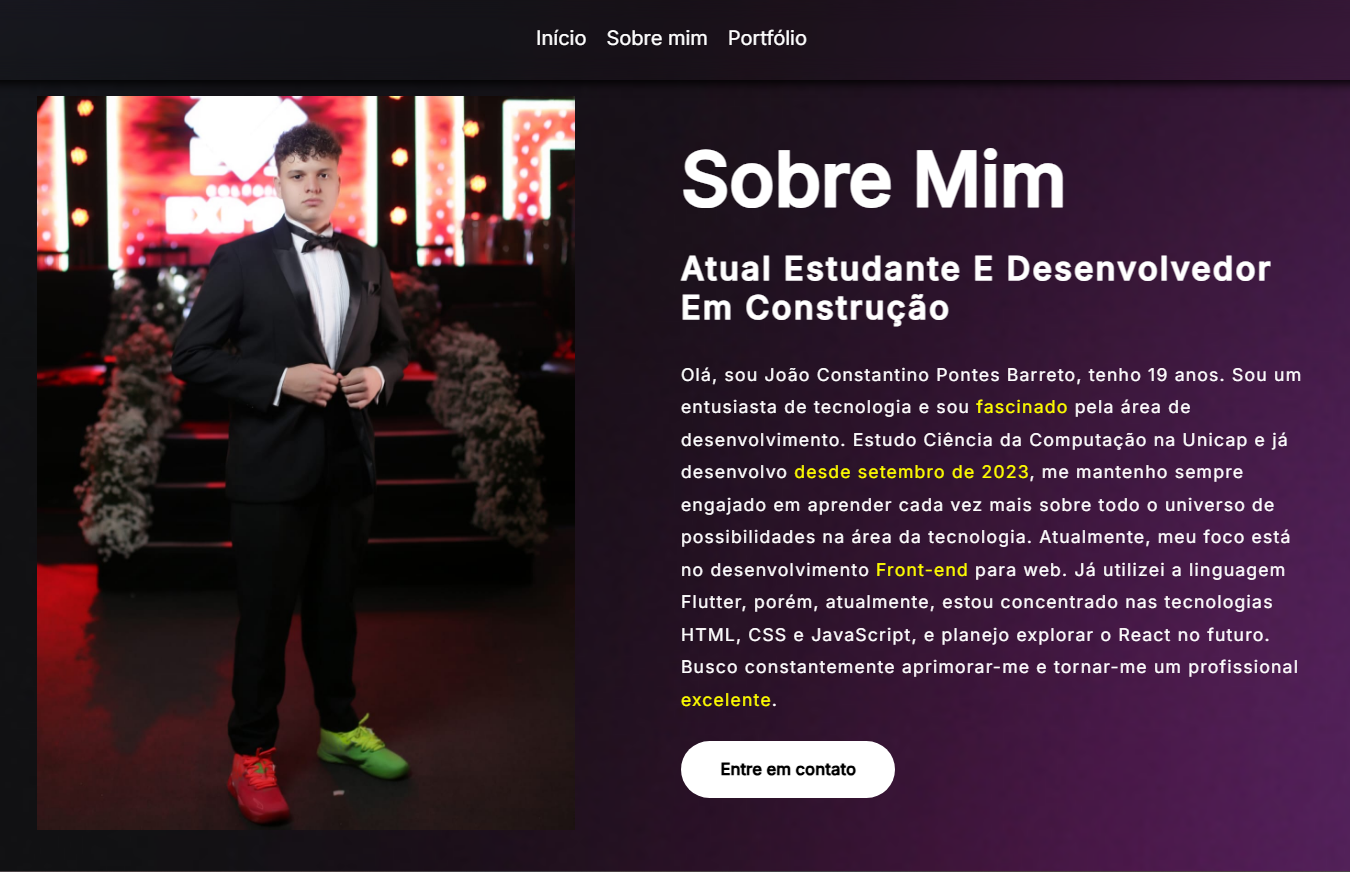 Início Sobre mim Portfólio
Sobre Mim
Atual Estudante E Desenvolvedor
Em Construção
Olá, sou João Constantino Pontes Barreto, tenho 19 anos. Sou um
entusiasta de tecnologia e sou fascinado pela área de
desenvolvimento. Estudo Ciência da Computação na Unicap e já
desenvolvo desde setembro de 2023, me mantenho sempre
engajado em aprender cada vez mais sobre todo o universo de
possibilidades na área da tecnologia. Atualmente, meu foco está
no desenvolvimento Front-end para web. Já utilizei a linguagem
Flutter, porém, atualmente, estou concentrado nas tecnologias
HTML, CSS e JavaScript, e planejo explorar o React no futuro.
Busco constantemente aprimorar-me e tornar-me um profissional
excelente.
Entre em contato